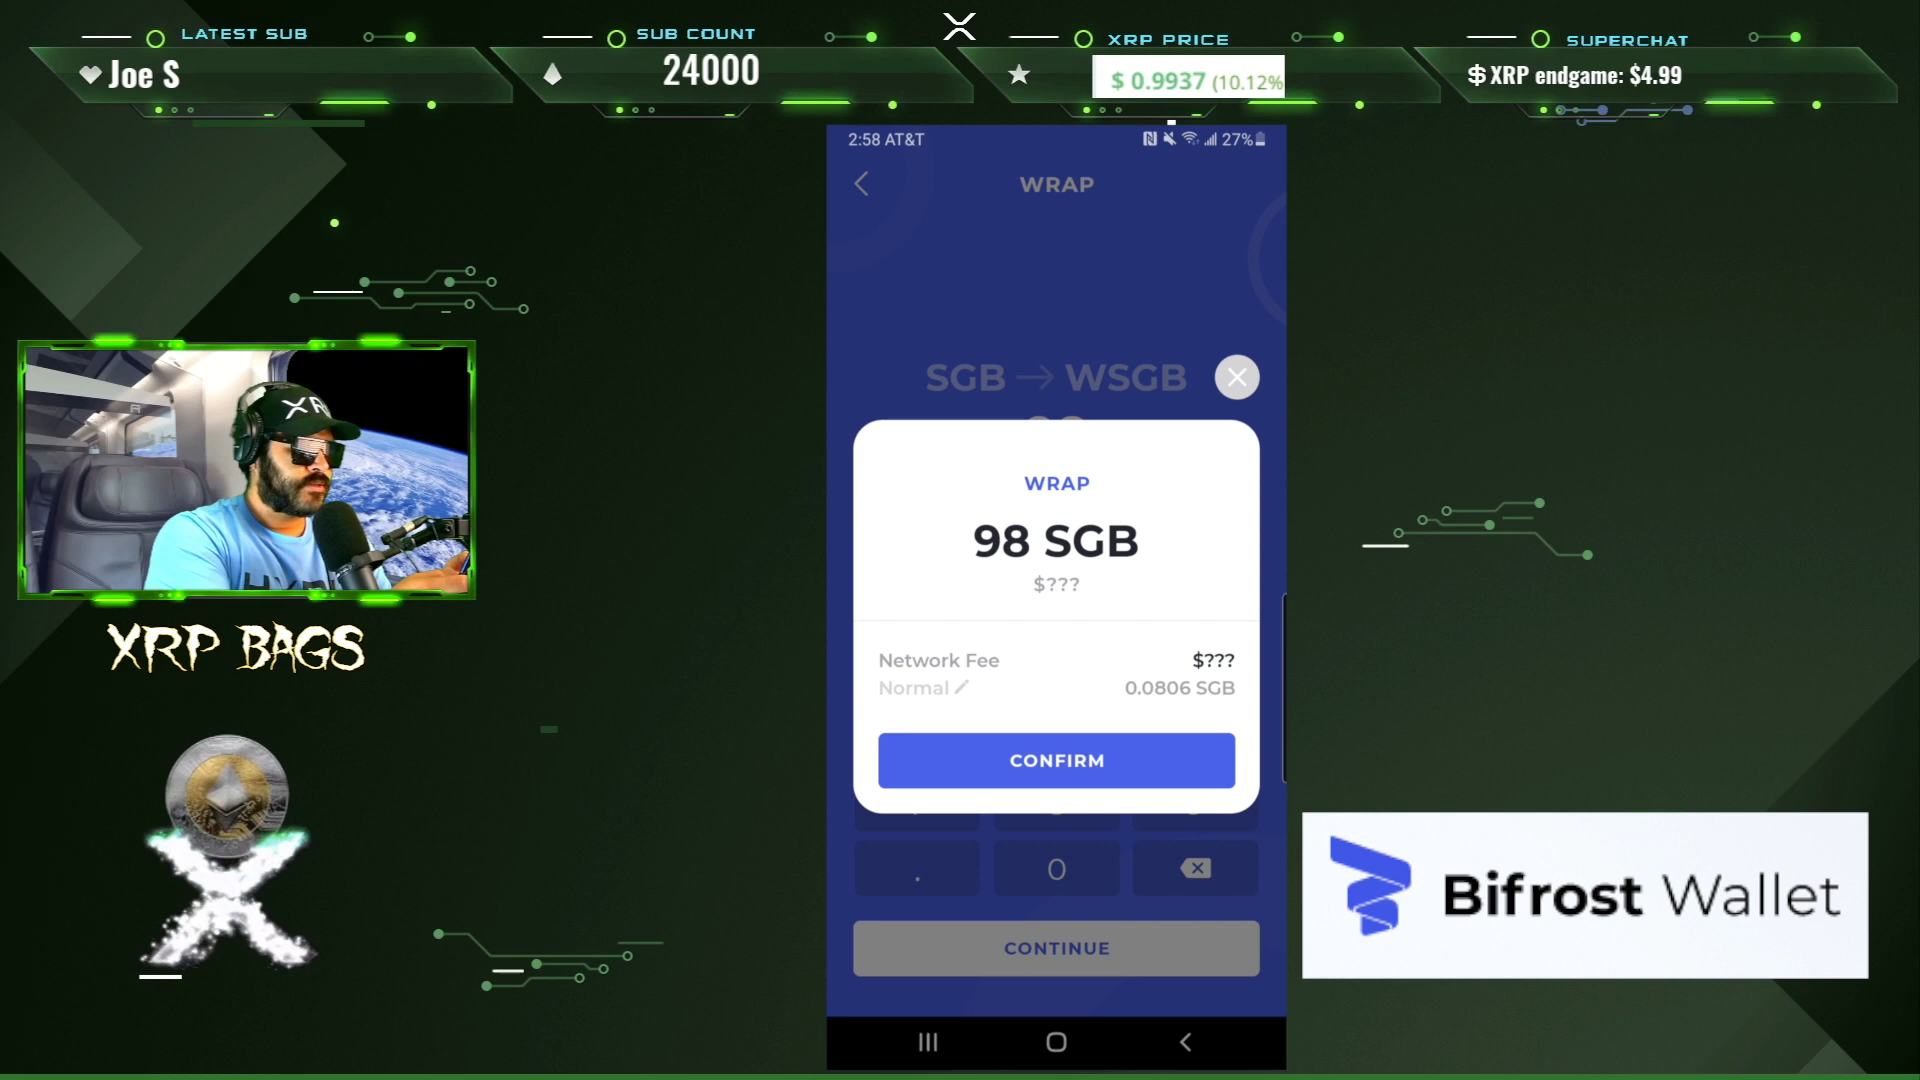 LATEST SUB
Joe S
SUB COUNT
24000
XRP PRICE
$ 0.9937 (10.12%
SUPERCHAT
XRP endgame: $4.99
2:58 AT&T
27%
WRAP
SGB → WSGB
WRAP
98 SGB
$???
Network Fee $???
Normal 0.0806 SGB
CONFIRM
. 0
CONTINUE
XRP BAGS
Bifrost Wallet